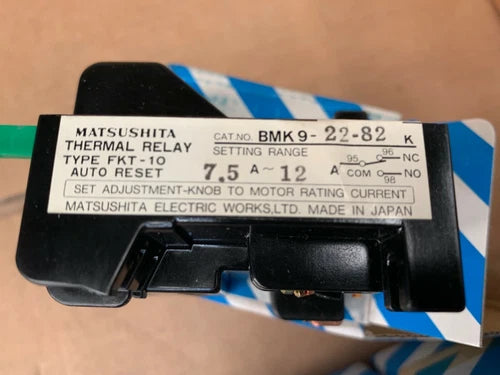 MATSUSHITA CAT.NO. BMK9-22-82 K
THERMAL RELAY SETTING RANGE 96 NC
TYPE FKT-10 95
AUTO RESET 7.5 A ~ 12 A COM NO
98
SET ADJUSTMENT-KNOB TO MOTOR RATING CURRENT
MATSUSHITA ELECTRIC WORKS,LTD. MADE IN JAPAN